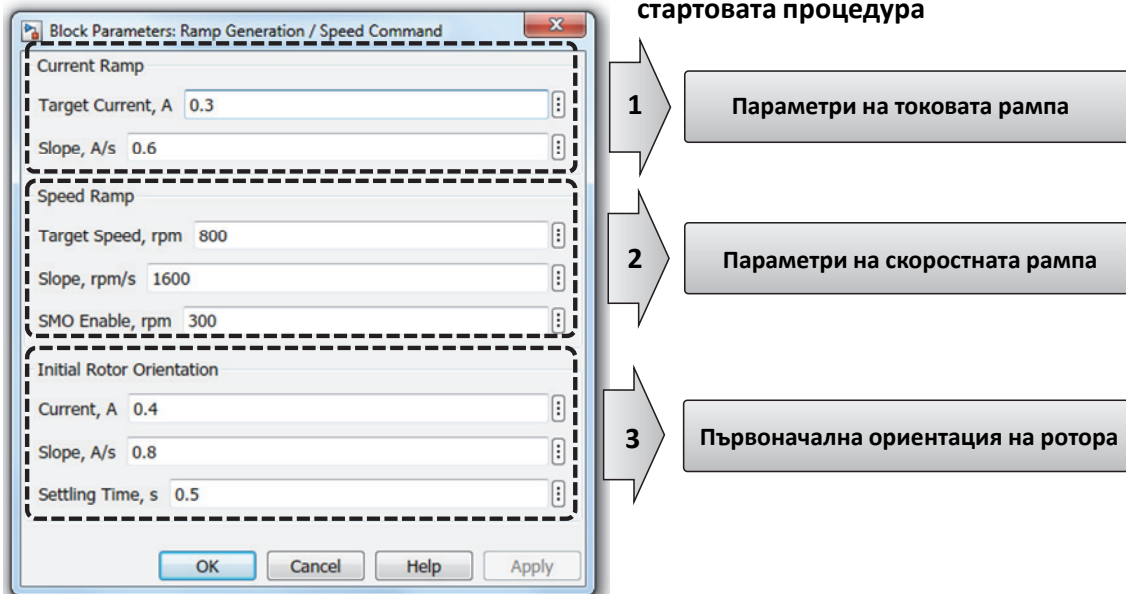 стартовата процедура
Block Parameters: Ramp Generation / Speed Command
Current Ramp
Target Current, A 0.3
Slope, A/s 0.6
1
Параметри на токовата рампа
Speed Ramp
Target Speed, rpm 800
Slope, rpm/s 1600
SMO Enable, rpm 300
2
Параметри на скоростната рампа
Initial Rotor Orientation
Current, A 0.4
Slope, A/s 0.8
Settling Time, s 0.5
3
Първоначална ориентация на ротора
OK Cancel Help Apply